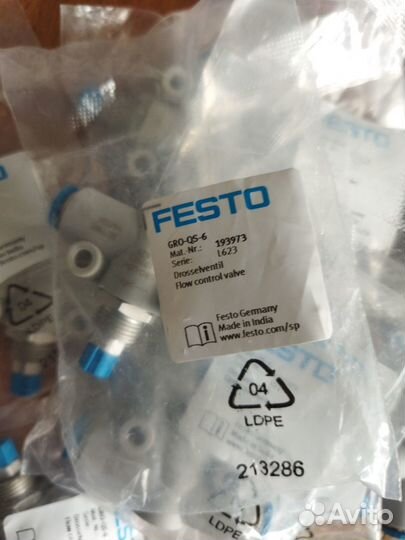 FESTO
GRO-QS-6
Mat.-Nr.: 193973
Serie: L623
Drosselventil
Flow control valve
Festo Germany
Made in India
www.festo.com/sp
04
LDPE
213286
04
Avito